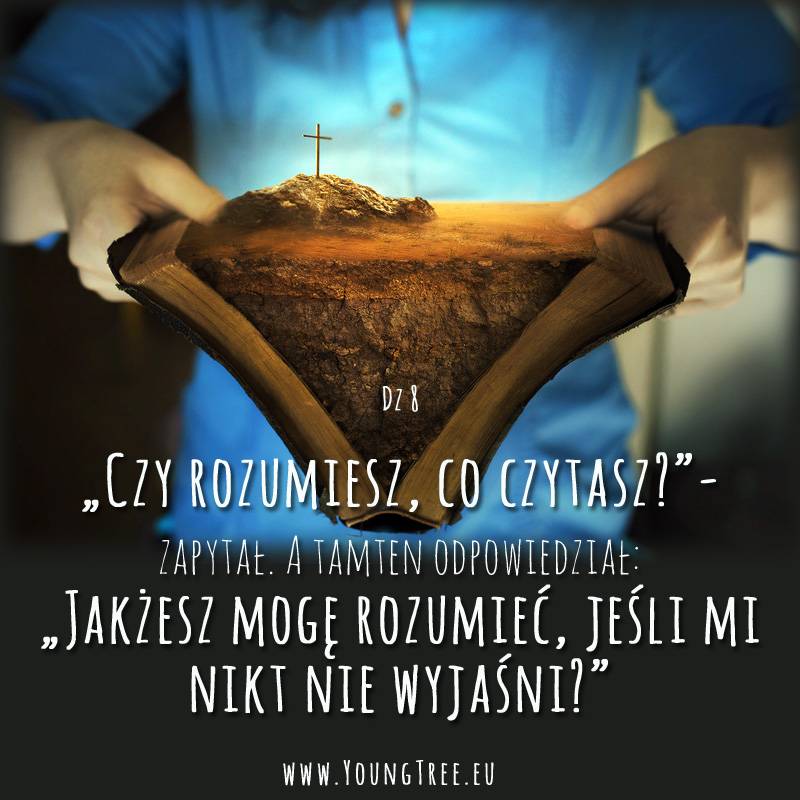 Dz 8
„Czy rozumiesz, co czytasz?”-
zapytał. A tamten odpowiedział:
„Jakżesz mogę rozumieć, jeśli mi
nikt nie wyjaśni?”
www.YoungTree.eu